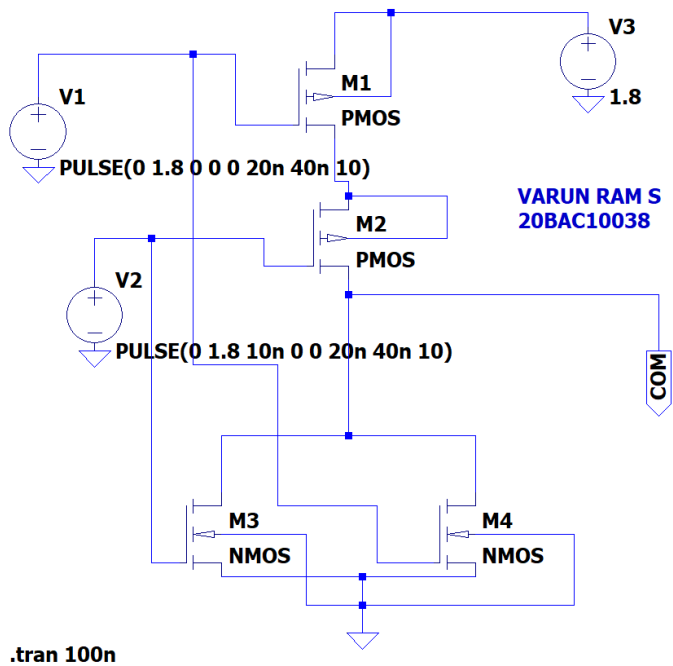 V3
M1
V1
1.8
PMOS
PULSE(0 1.8 0 0 0 20n 40n 10)
VARUN RAM S
20BAC10038
M2
PMOS
V2
PULSE(0 1.8 10n 0 0 20n 40n 10)
COM
M3
M4
NMOS
NMOS
.tran 100n